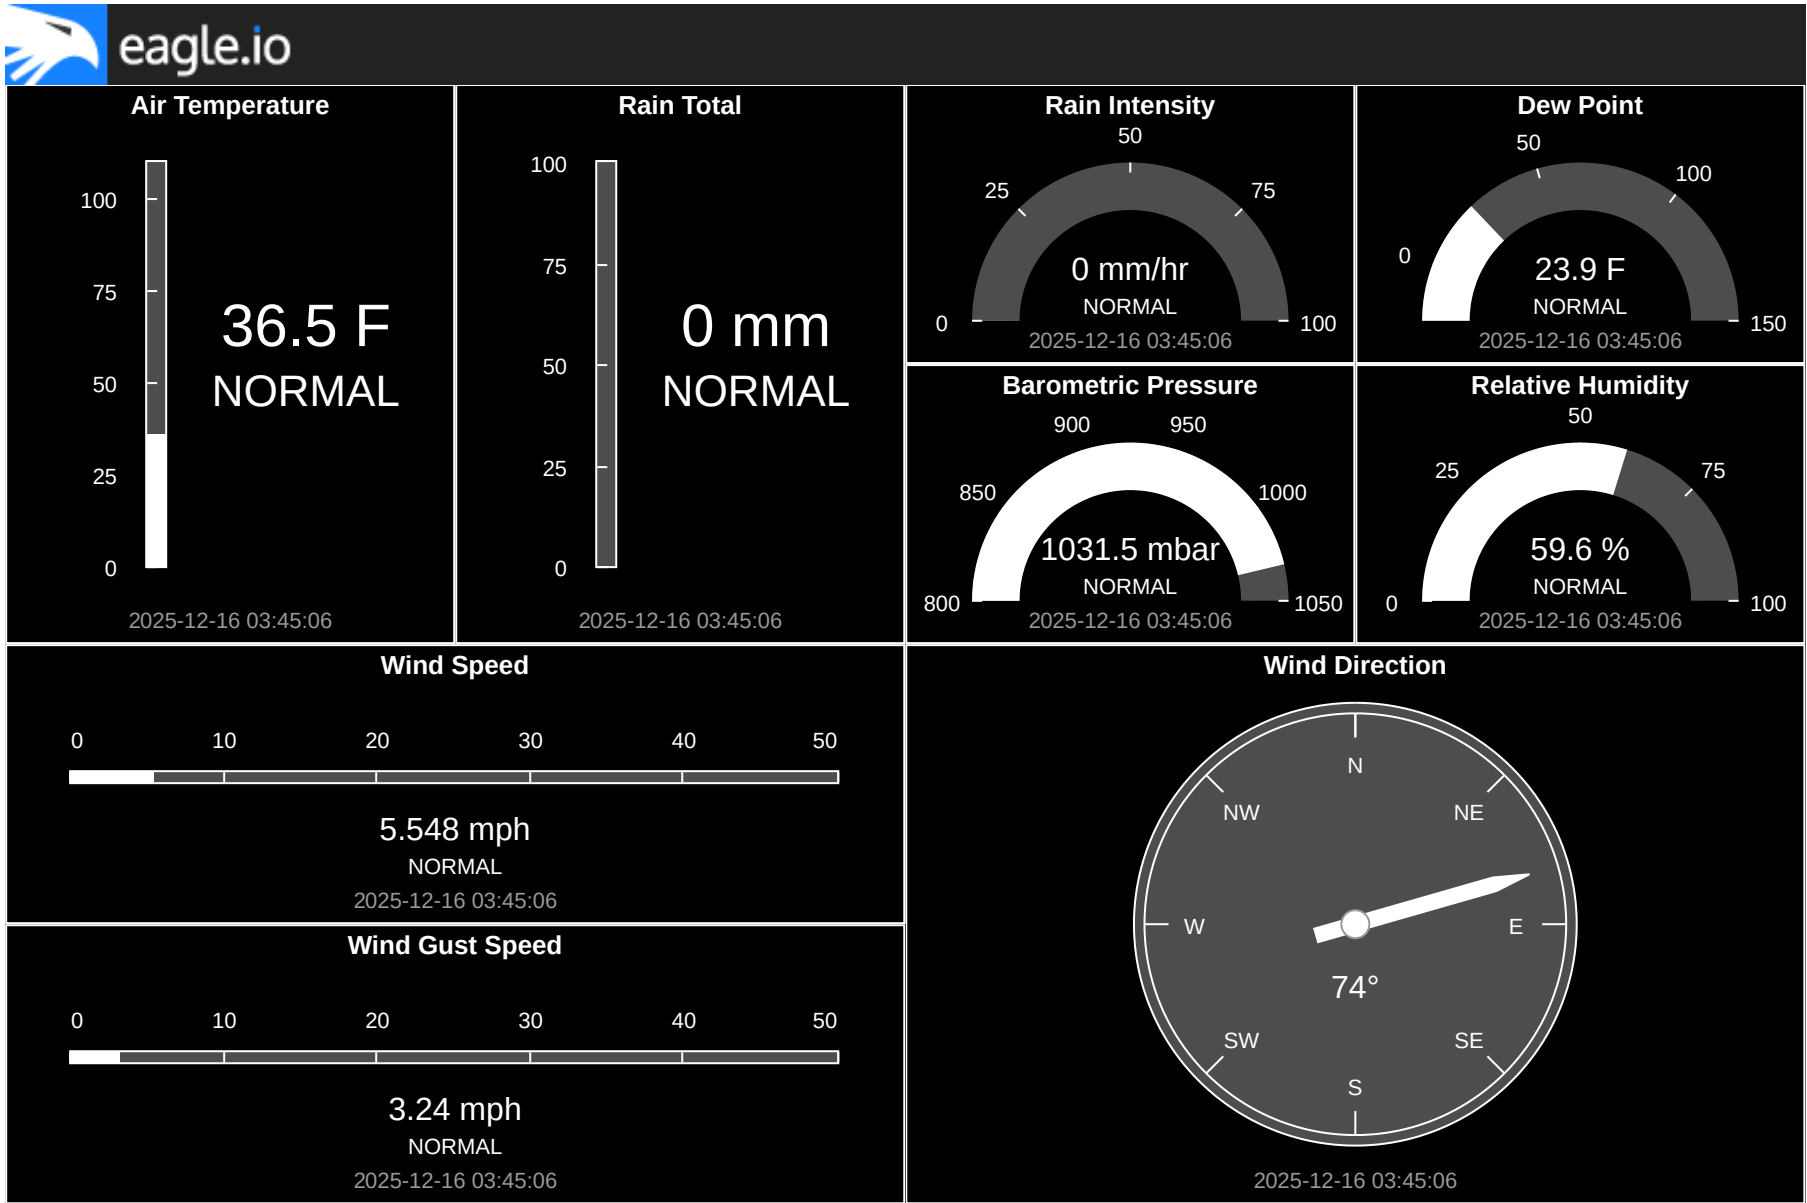 eagle.io
Air Temperature
100
75
50
25
0
36.5 F
NORMAL
2025-12-16 03:45:06
Rain Total
100
75
50
25
0
0 mm
NORMAL
2025-12-16 03:45:06
Rain Intensity
50
25
75
0
100
0 mm/hr
NORMAL
2025-12-16 03:45:06
Dew Point
50
100
0
150
23.9 F
NORMAL
2025-12-16 03:45:06
Barometric Pressure
900
950
850
1000
800
1050
1031.5 mbar
NORMAL
2025-12-16 03:45:06
Relative Humidity
50
25
75
0
100
59.6 %
NORMAL
2025-12-16 03:45:06
Wind Speed
0 10 20 30 40 50
5.548 mph
NORMAL
2025-12-16 03:45:06
Wind Gust Speed
0 10 20 30 40 50
3.24 mph
NORMAL
2025-12-16 03:45:06
Wind Direction
N
NW NE
W E
74°
SW SE
S
2025-12-16 03:45:06